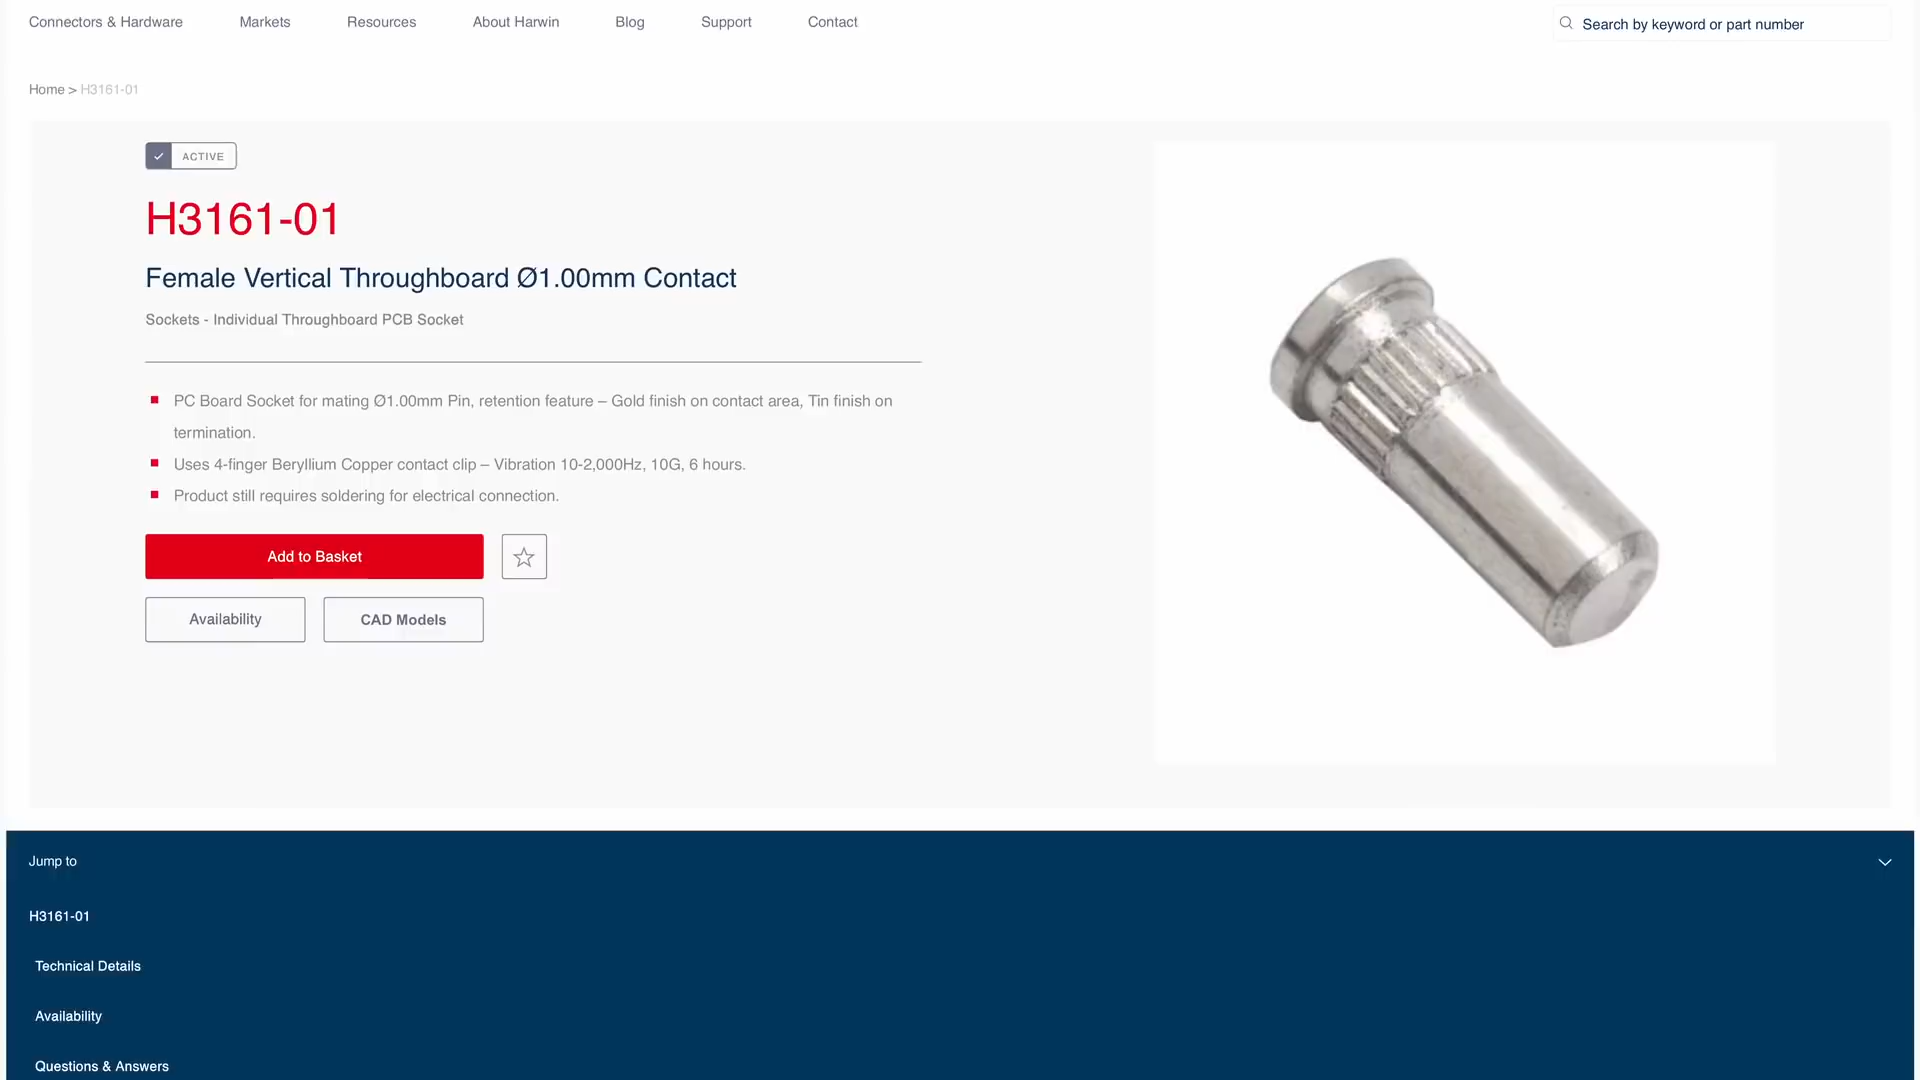 Connectors & Hardware
Markets
Resources
About Harwin
Blog
Support
Contact
Search by keyword or part number
Home > H3161-01
ACTIVE
H3161-01
Female Vertical Throughboard Ø1.00mm Contact
Sockets - Individual Throughboard PCB Socket
PC Board Socket for mating Ø1.00mm Pin, retention feature – Gold finish on contact area, Tin finish on
termination.
Uses 4-finger Beryllium Copper contact clip – Vibration 10-2,000Hz, 10G, 6 hours.
Product still requires soldering for electrical connection.
Add to Basket
Availability
CAD Models
Jump to
H3161-01
Technical Details
Availability
Questions & Answers